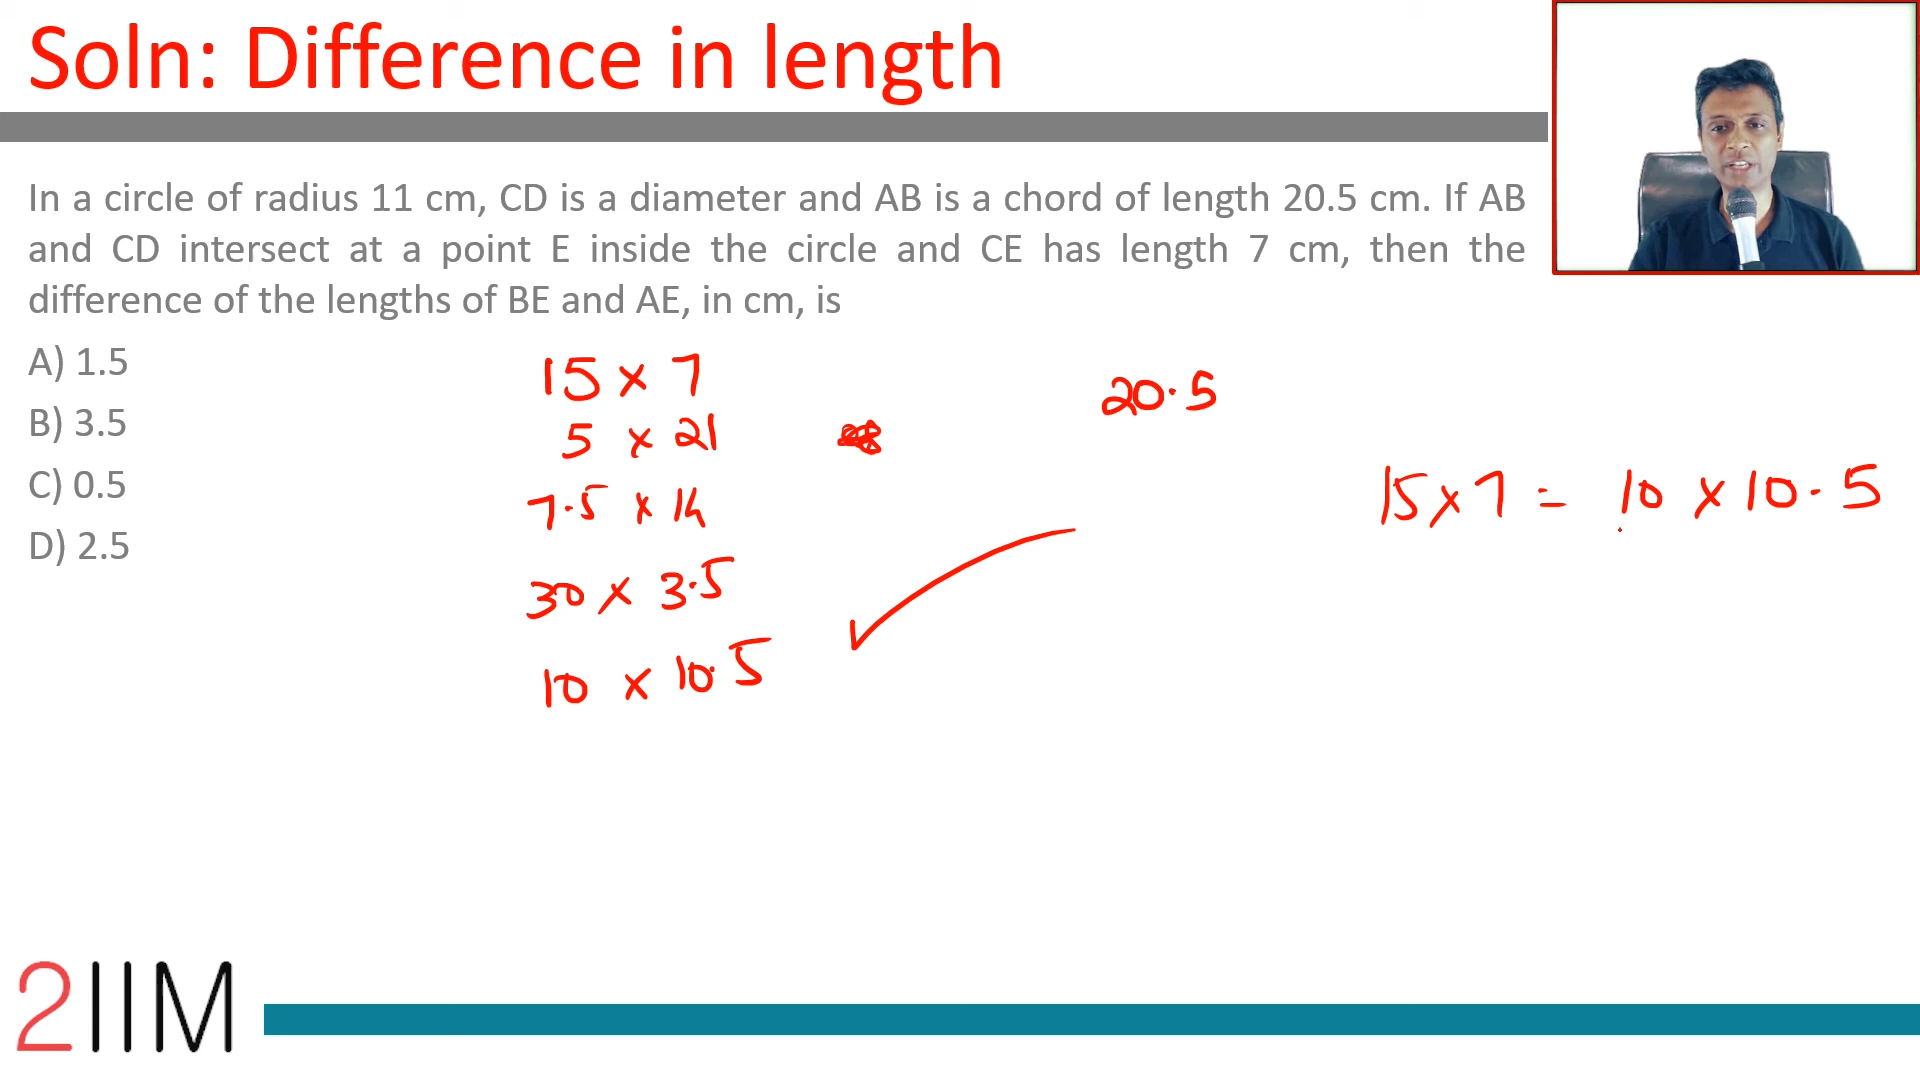 Soln: Difference in length
In a circle of radius 11 cm, CD is a diameter and AB is a chord of length 20.5 cm. If AB
and CD intersect at a point E inside the circle and CE has length 7 cm, then the
difference of the lengths of BE and AE, in cm, is
A) 1.5
B) 3.5
C) 0.5
D) 2.5
15 × 7
5 × 21
7.5 × 14
30 × 3.5
10 × 10.5
20.5
15 × 7 = 10 × 10.5
2IIM